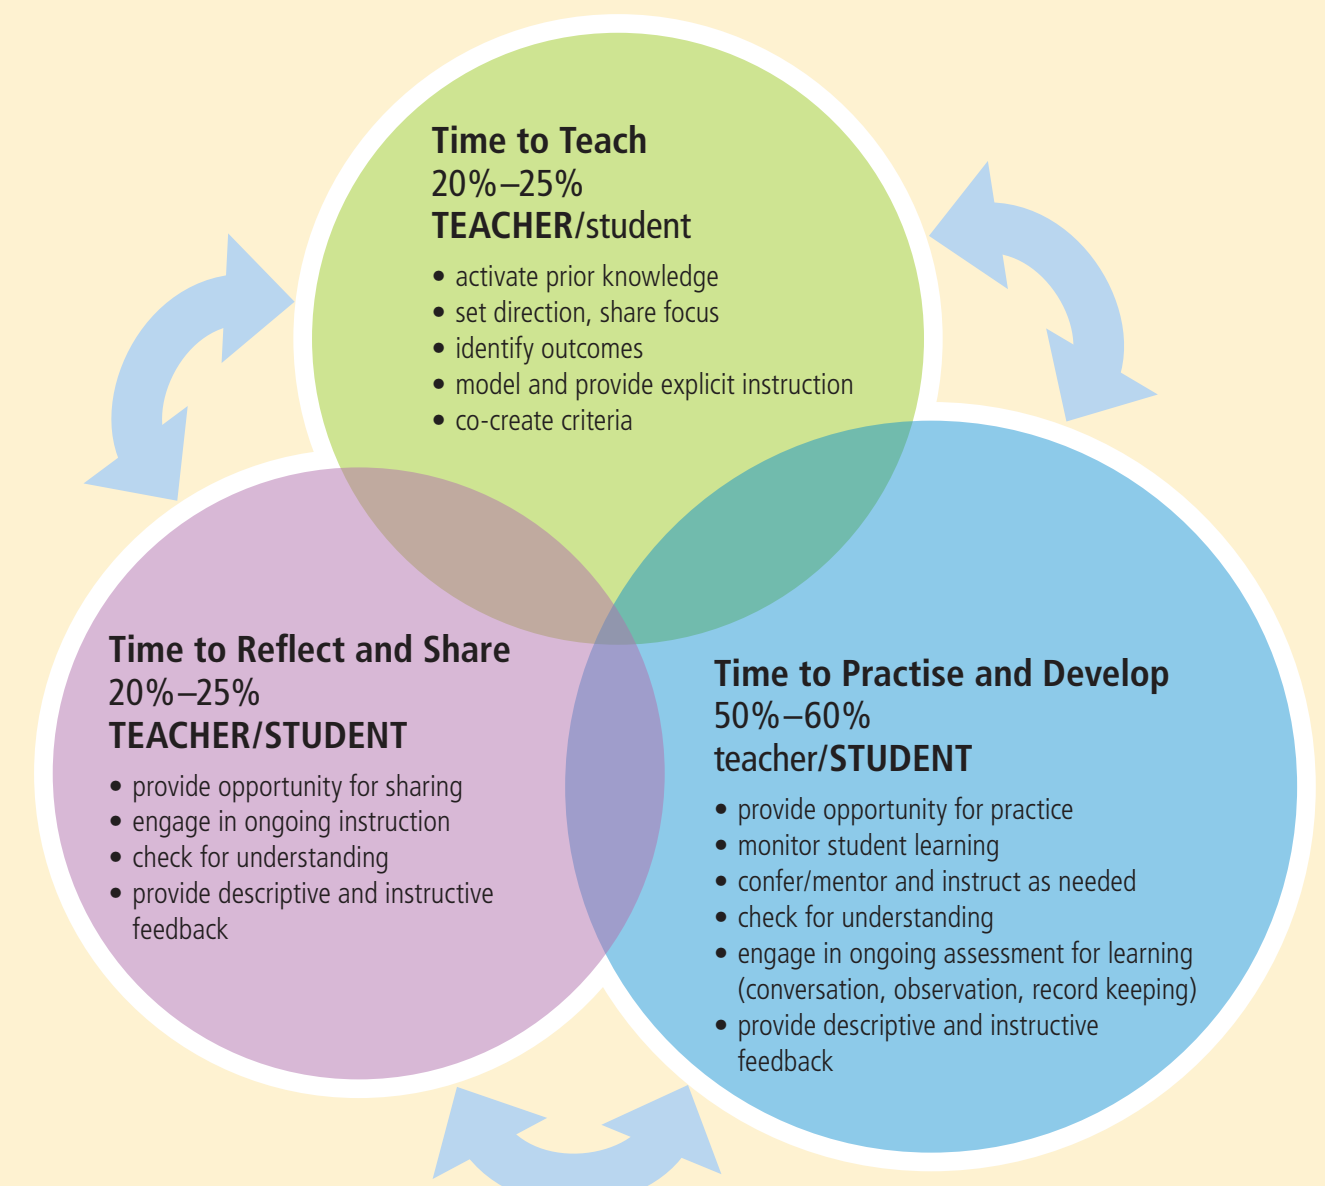 Time to Teach
20%–25%
TEACHER/student
• activate prior knowledge
• set direction, share focus
• identify outcomes
• model and provide explicit instruction
• co-create criteria
Time to Reflect and Share
20%–25%
TEACHER/STUDENT
• provide opportunity for sharing
• engage in ongoing instruction
• check for understanding
• provide descriptive and instructive
feedback
Time to Practise and Develop
50%–60%
teacher/STUDENT
• provide opportunity for practice
• monitor student learning
• confer/mentor and instruct as needed
• check for understanding
• engage in ongoing assessment for learning
(conversation, observation, record keeping)
• provide descriptive and instructive
feedback